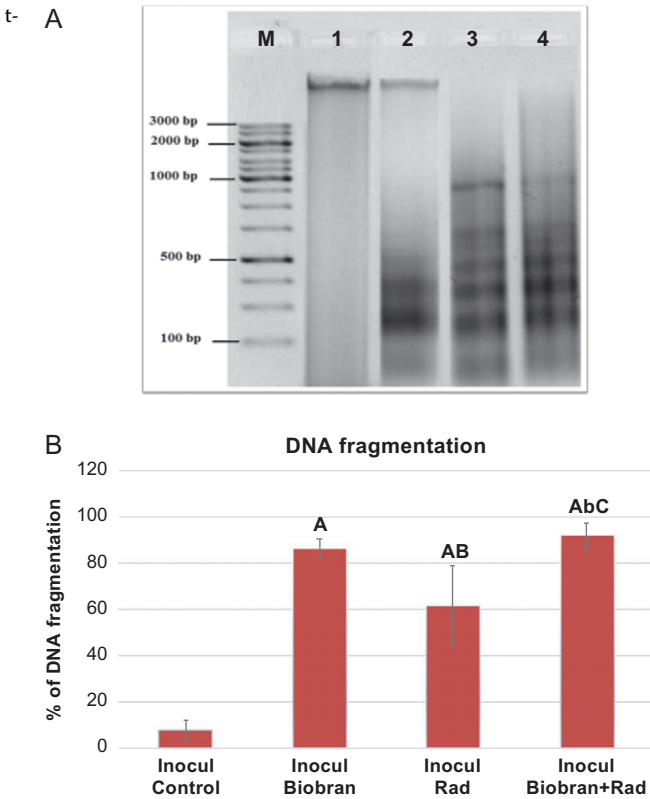 t- A
M 1 2 3 4
3000 bp
2000 bp
1000 bp
500 bp
100 bp
B
DNA fragmentation
% of DNA fragmentation
120
100
80
60
40
20
0
A
AB
AbC
Inocul Control
Inocul Biobran
Inocul Rad
Inocul Biobran+Rad